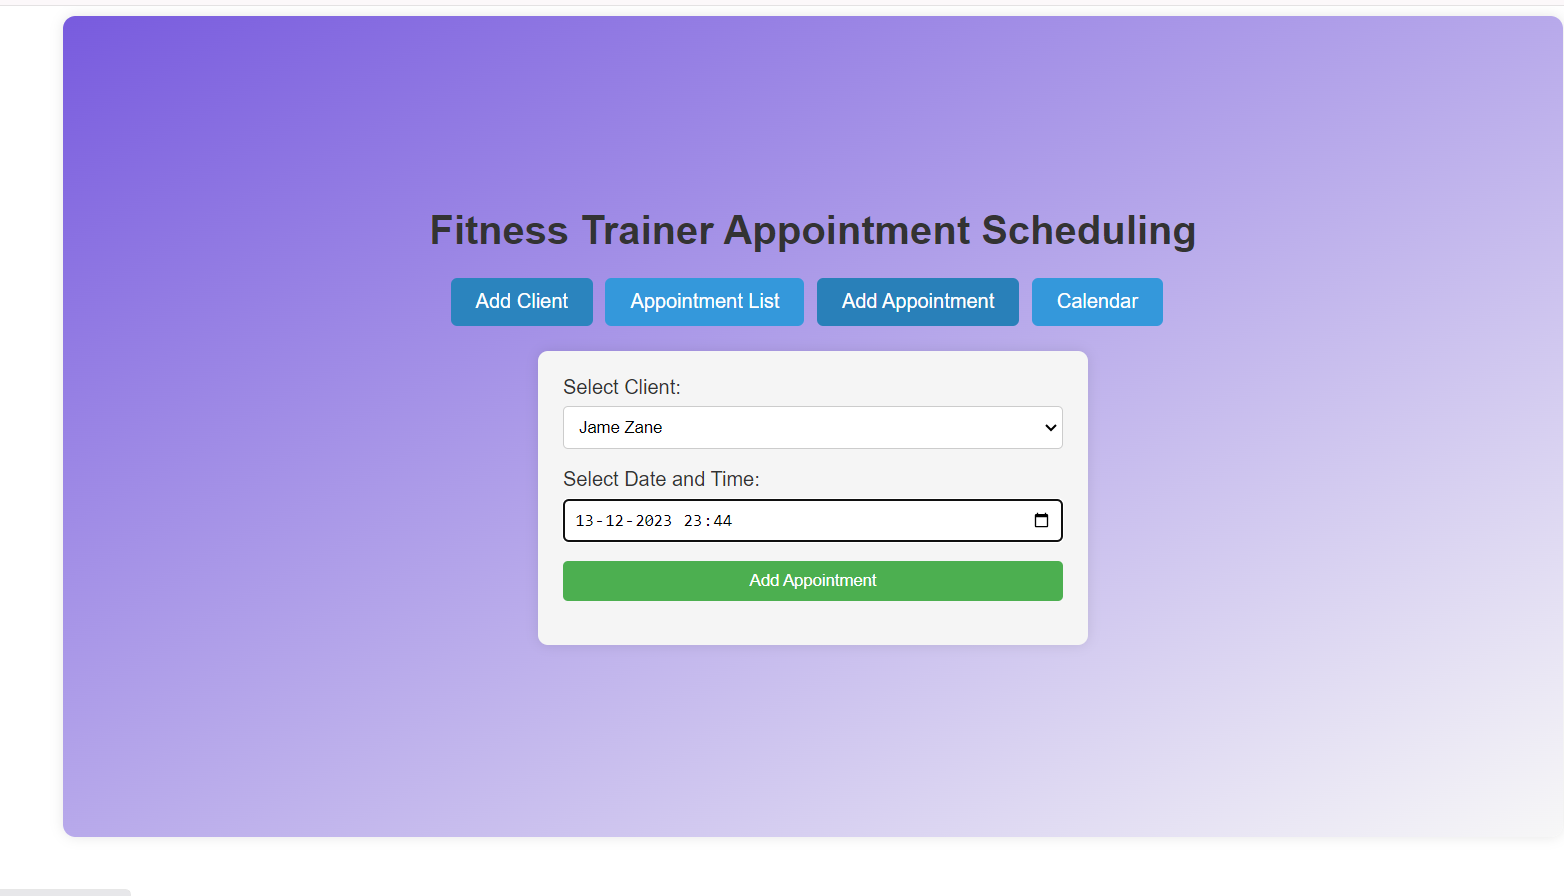 Fitness Trainer Appointment Scheduling
Add Client Appointment List Add Appointment Calendar
Select Client:
Jame Zane
Select Date and Time:
13-12-2023 23:44
Add Appointment